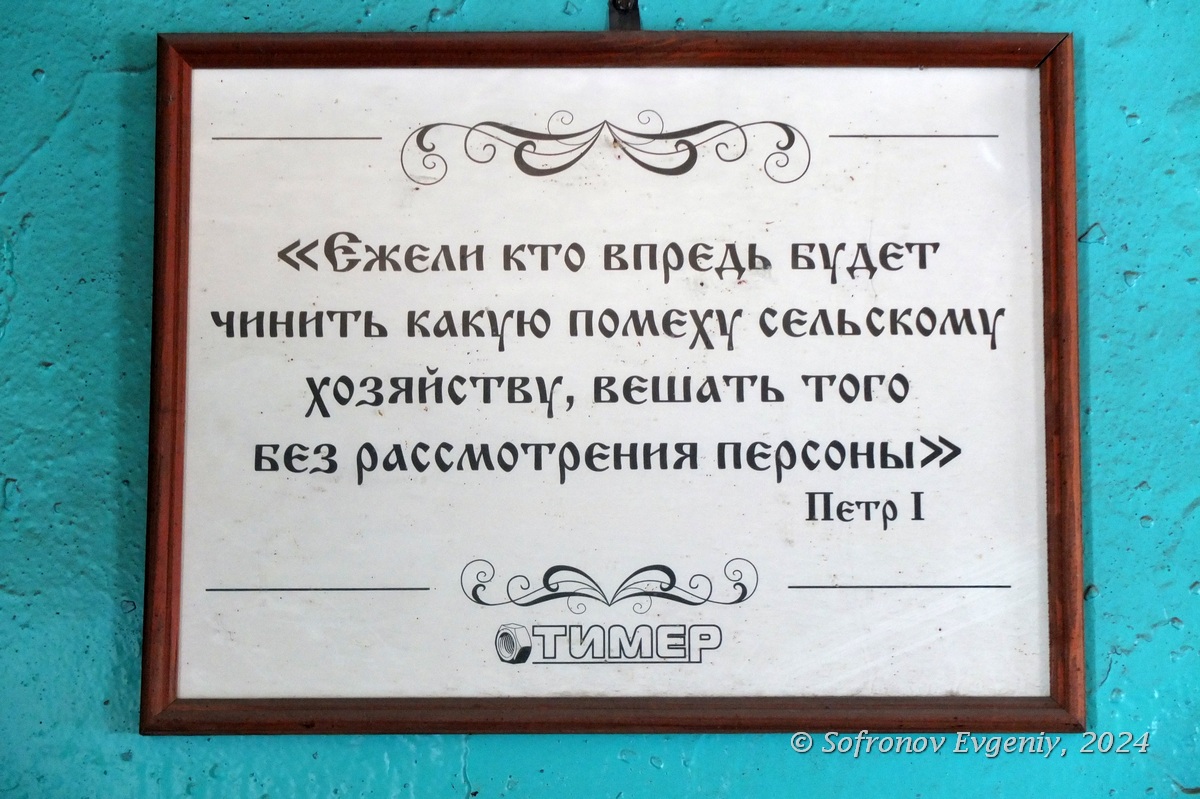 «Ежели кто впредь будет
чинить какую помеху сельскому
хозяйству, вешать того
без рассмотрения персоны»
Петр I
ТИМЕР
© Sofronov Evgeniy, 2024